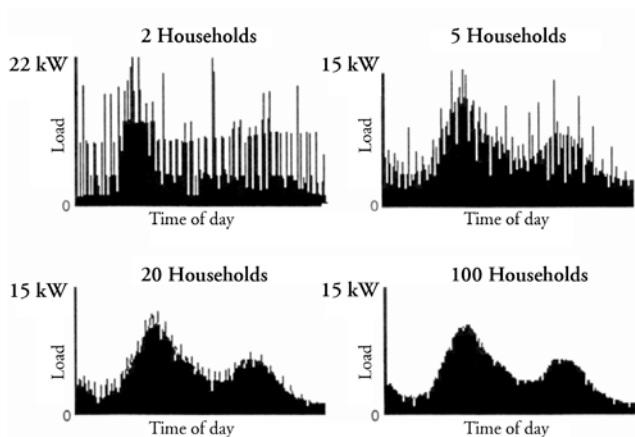 2 Households
22 kW
Load
0
Time of day
5 Households
15 kW
Load
0
Time of day
20 Households
15 kW
Load
0
Time of day
100 Households
15 kW
Load
0
Time of day